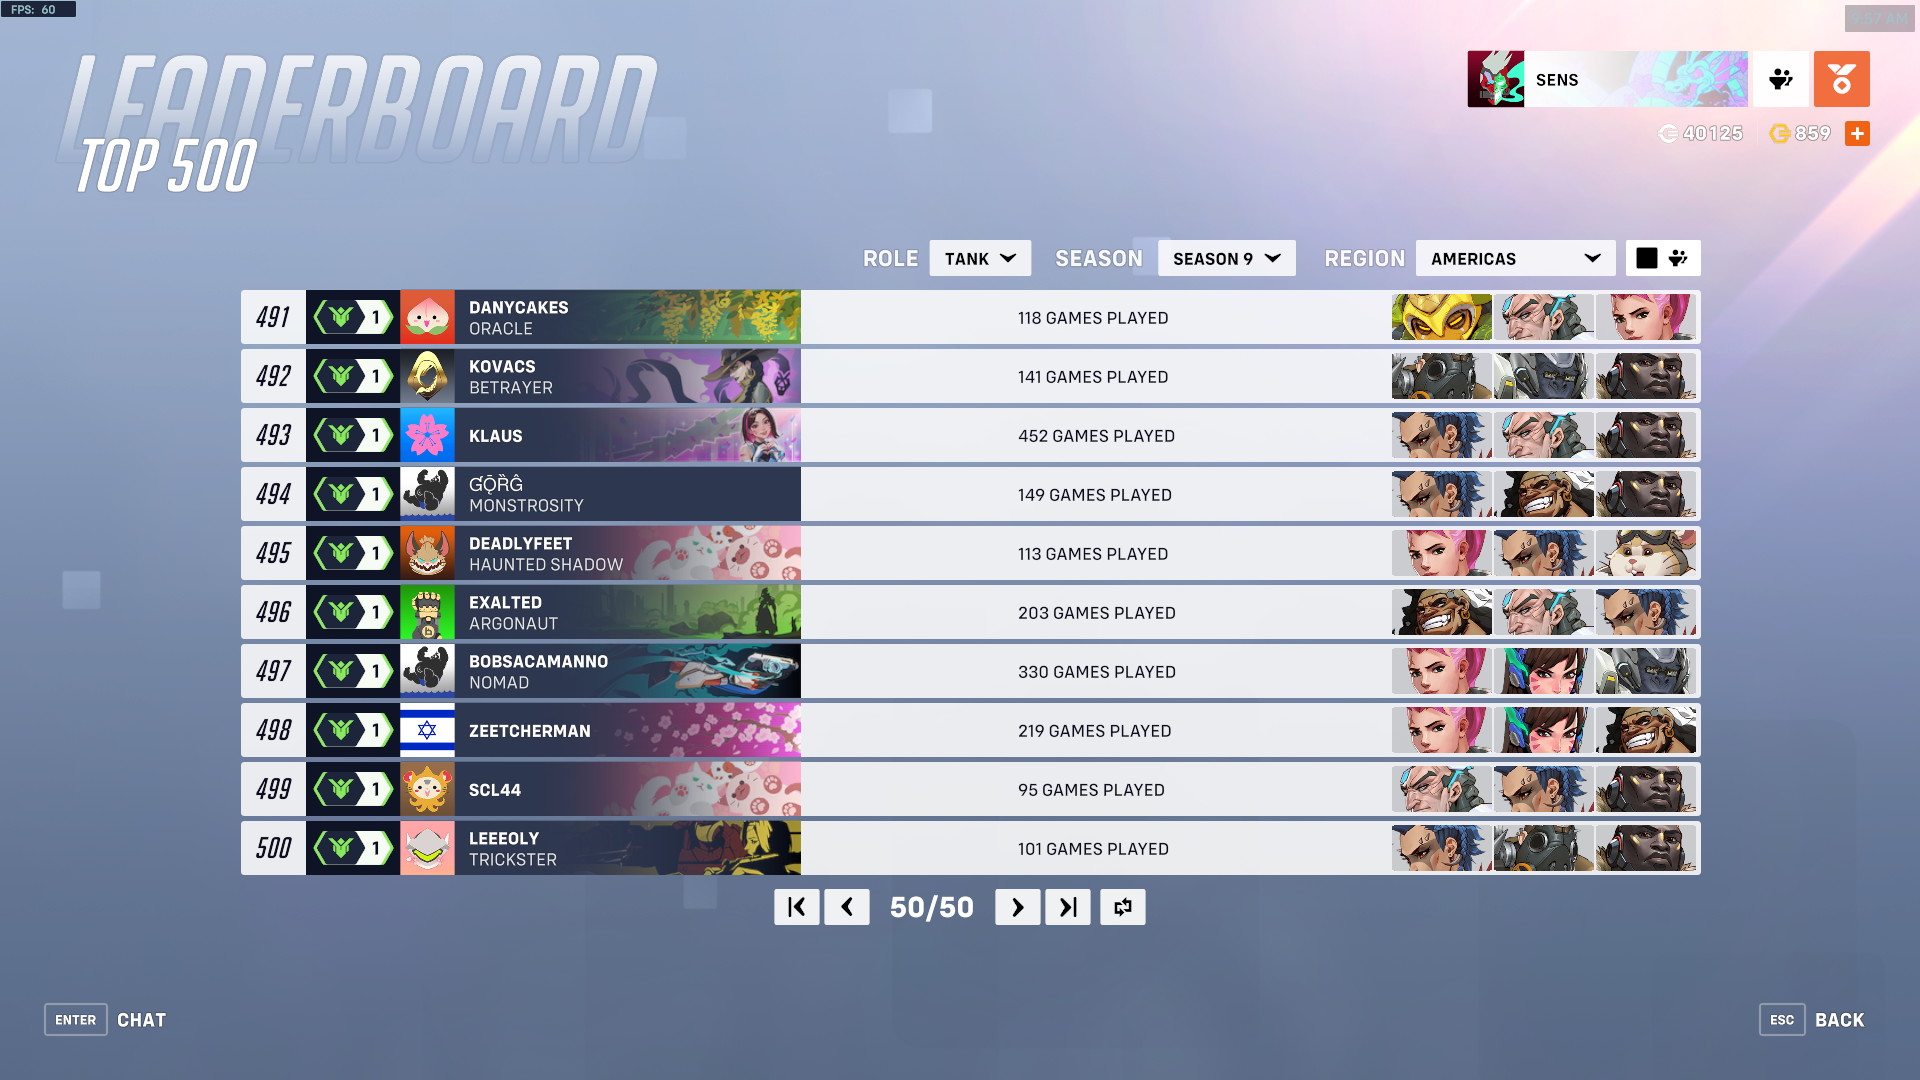 FPS: 60
9:57 AM
LEADERBOARD
TOP 500
SENS
40125
859
ROLE TANK SEASON SEASON 9 REGION AMERICAS
491 1 DANYCAKES 118 GAMES PLAYED
ORACLE
492 1 KOVACS 141 GAMES PLAYED
BETRAYER
493 1 KLAUS 452 GAMES PLAYED
494 1 ƓǬȐĜ 149 GAMES PLAYED
MONSTROSITY
495 1 DEADLYFEET 113 GAMES PLAYED
HAUNTED SHADOW
496 1 EXALTED 203 GAMES PLAYED
ARGONAUT
497 1 BOBSACAMANNO 330 GAMES PLAYED
NOMAD
498 1 ZEETCHERMAN 219 GAMES PLAYED
499 1 SCL44 95 GAMES PLAYED
500 1 LEEEOLY 101 GAMES PLAYED
TRICKSTER
50/50
ENTER CHAT
ESC BACK